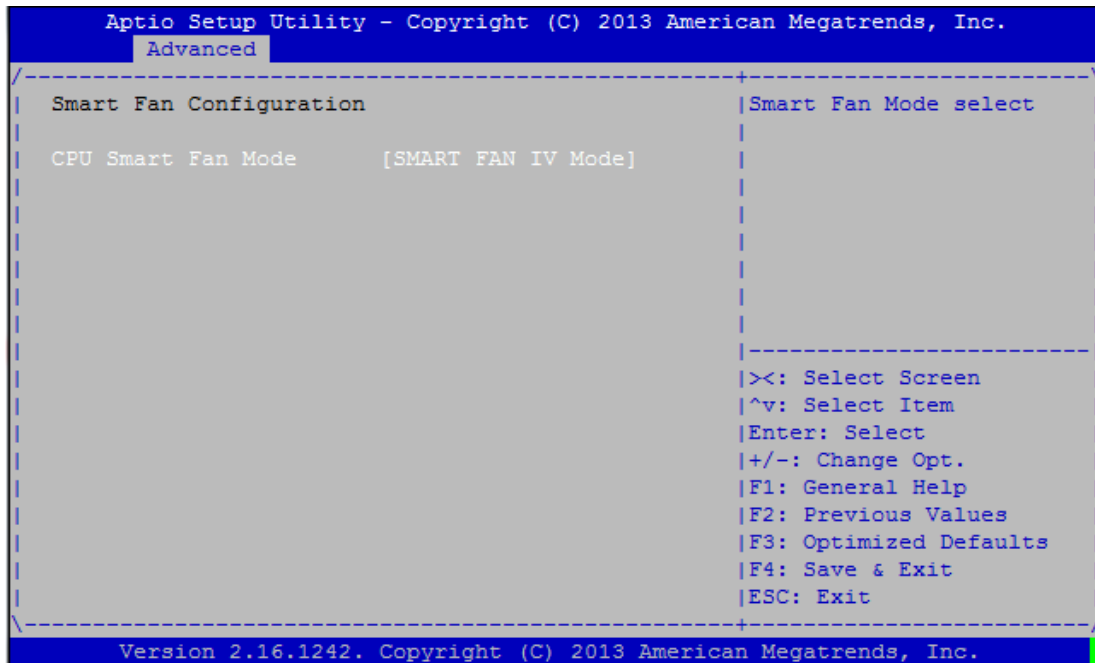 Aptio Setup Utility - Copyright (C) 2013 American Megatrends, Inc.
Advanced
Smart Fan Configuration
CPU Smart Fan Mode [SMART FAN IV Mode]
Smart Fan Mode select
><: Select Screen
^v: Select Item
Enter: Select
+/-: Change Opt.
F1: General Help
F2: Previous Values
F3: Optimized Defaults
F4: Save & Exit
ESC: Exit
Version 2.16.1242. Copyright (C) 2013 American Megatrends, Inc.